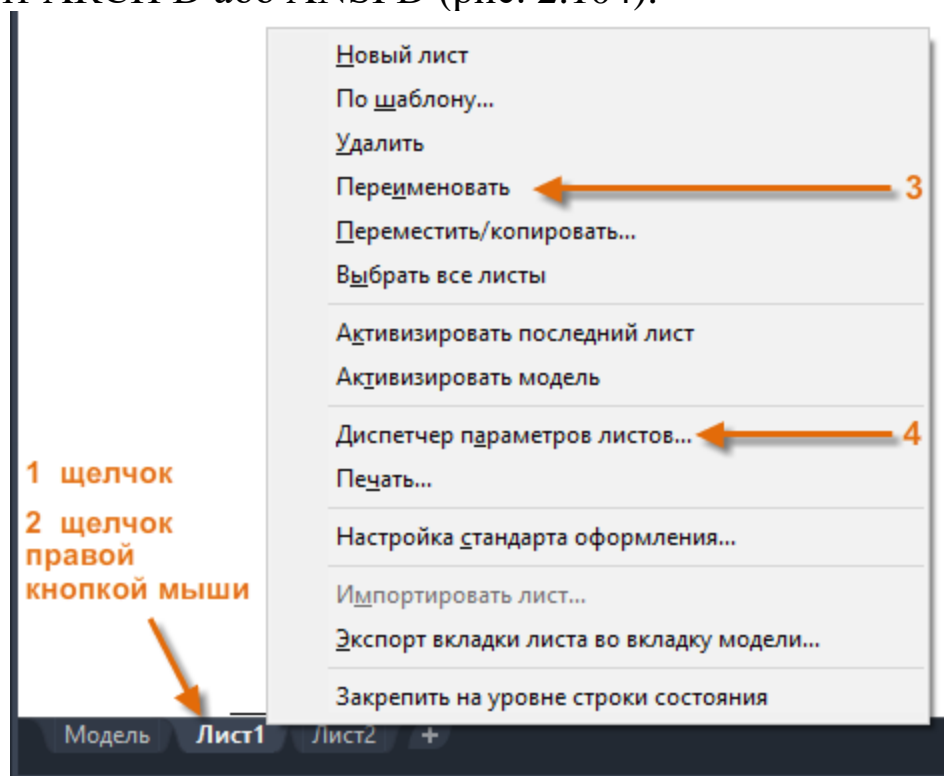 ARCH D або ANSI D (рис. 2.164).
Новый лист
По шаблону...
Удалить
Переименовать
3
Переместить/копировать...
Выбрать все листы
Активизировать последний лист
Активизировать модель
Диспетчер параметров листов...
4
Печать...
Настройка стандарта оформления...
Импортировать лист...
Экспорт вкладки листа во вкладку модели...
Закрепить на уровне строки состояния
1 щелчок
2 щелчок
правой
кнопкой мыши
Модель Лист1 Лист2 +